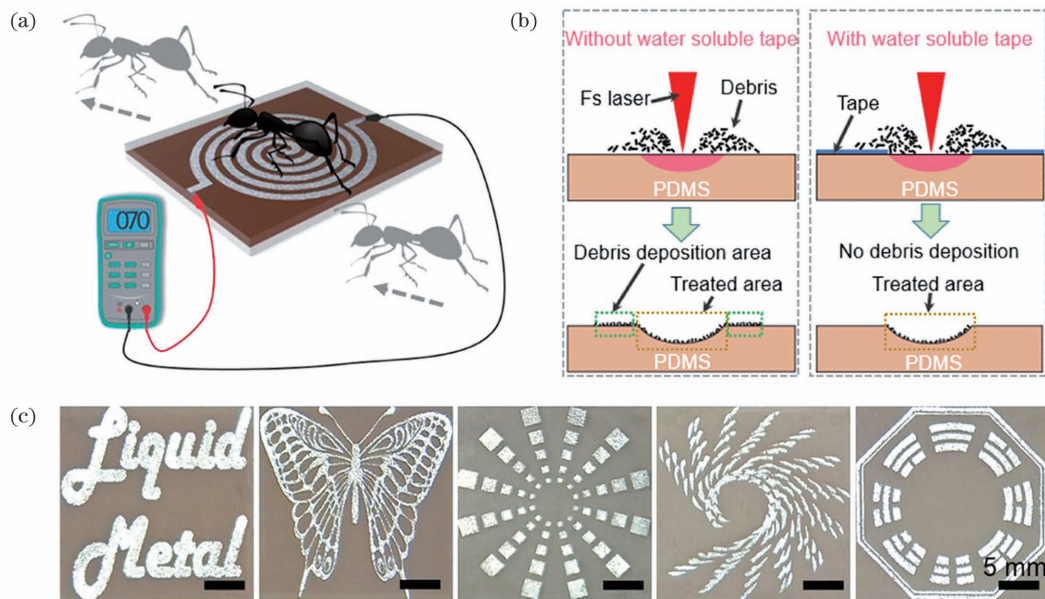 (a)
070
(b)
Without water soluble tape
Fs laser
Debris
PDMS
Debris deposition area
Treated area
PDMS
With water soluble tape
Tape
PDMS
No debris deposition
Treated area
PDMS
(c)
Liquid
Metal
5 mm